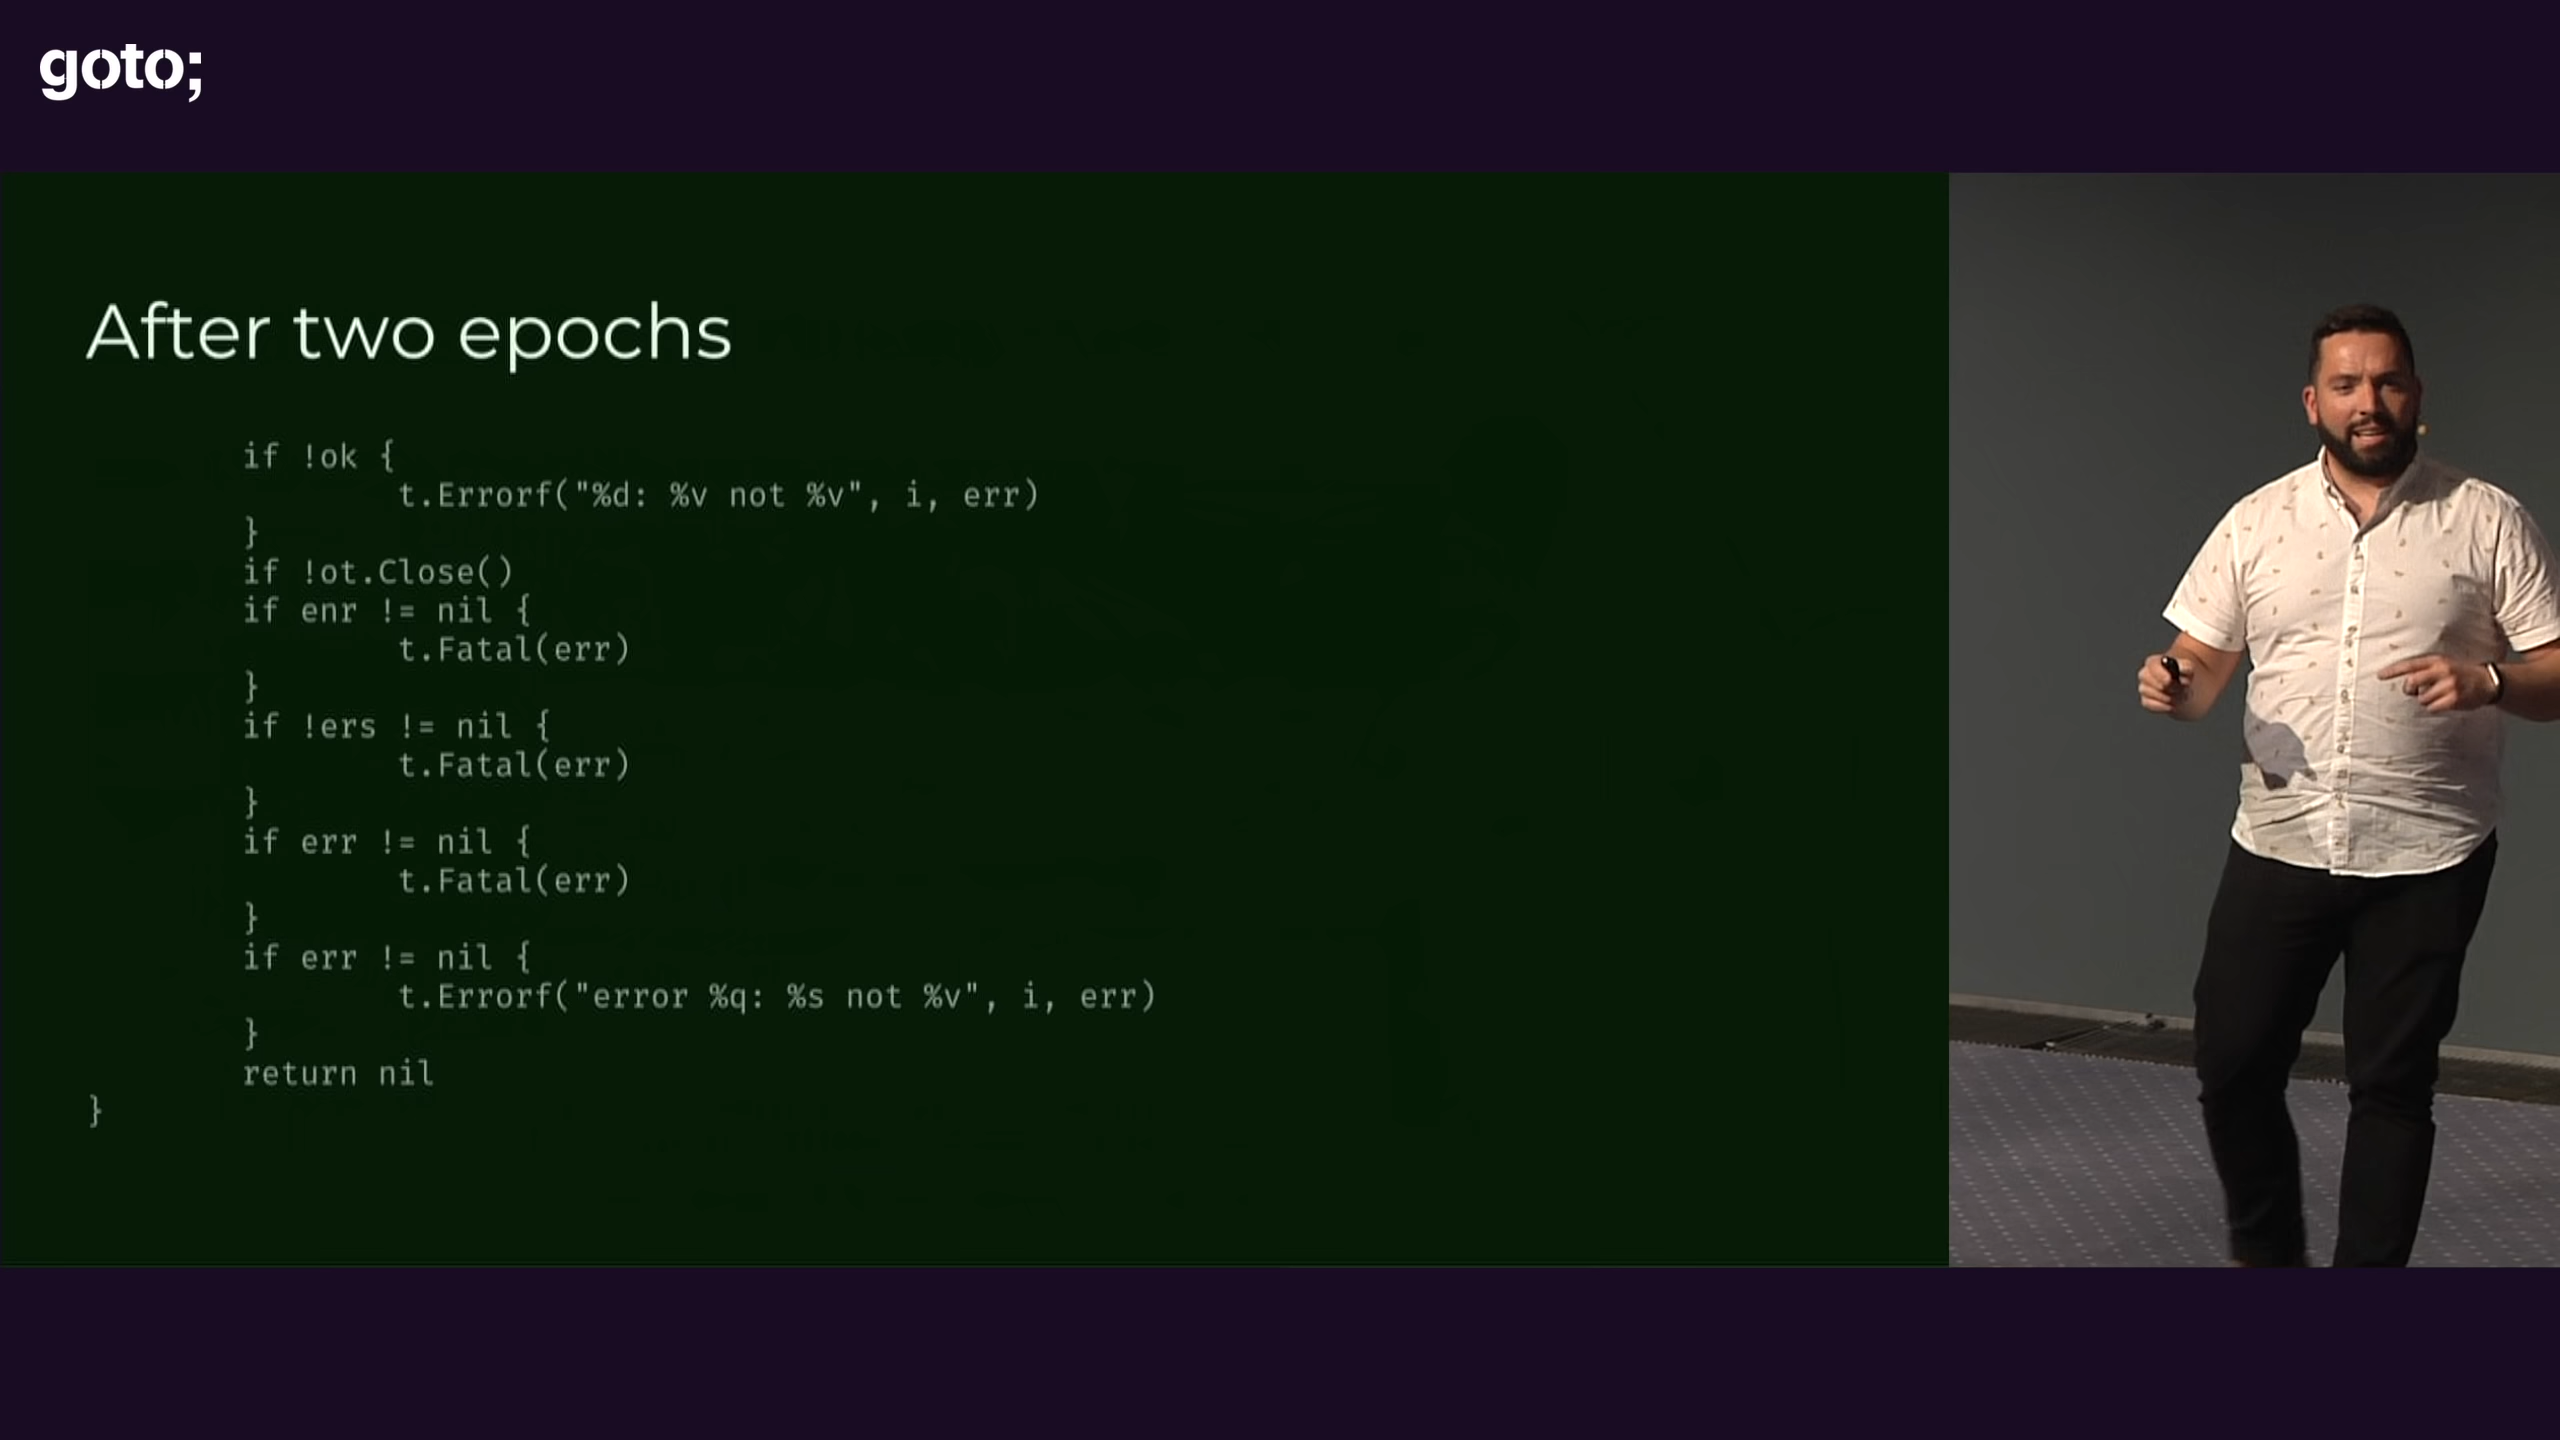 goto;
After two epochs
if !ok {
t.Errorf("%d: %v not %v", i, err)
}
if !ot.Close()
if enr != nil {
t.Fatal(err)
}
if !ers != nil {
t.Fatal(err)
}
if err != nil {
t.Fatal(err)
}
if err != nil {
t.Errorf("error %q: %s not %v", i, err)
}
return nil
}